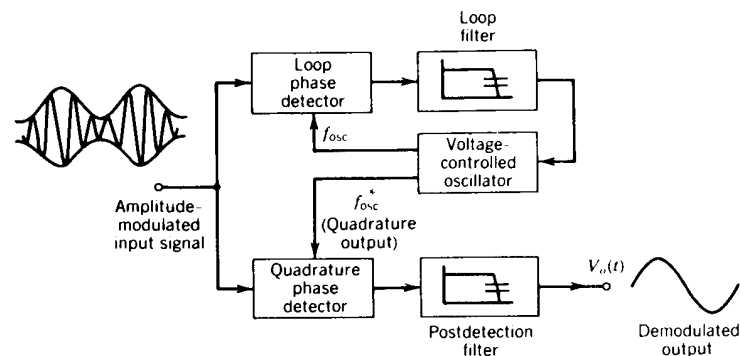 Loop
filter
Loop
phase
detector
f_osc
Voltage-
controlled
oscillator
Amplitude-
modulated
input signal
f_osc*
(Quadrature
output)
Quadrature
phase
detector
V_o(t)
Postdetection
filter
Demodulated
output